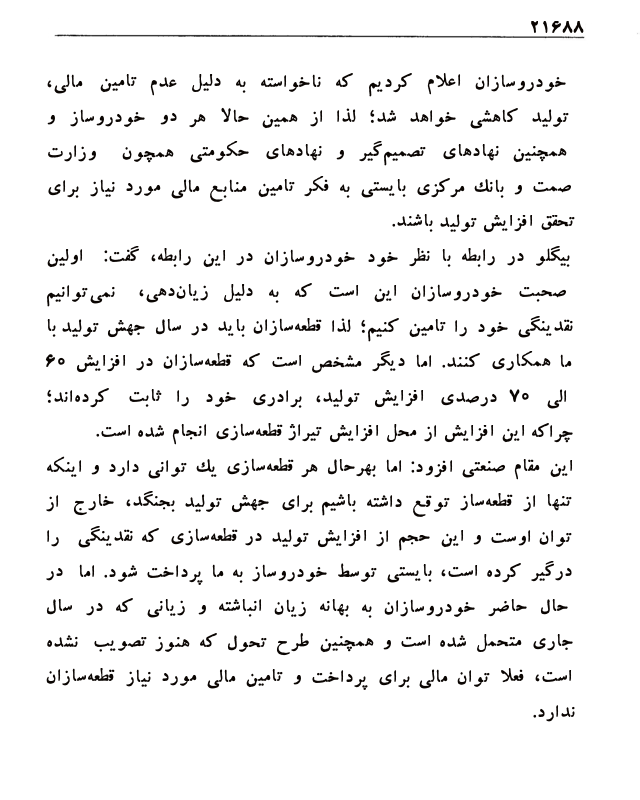 ۲۱۶۸۸
خودروسازان اعلام کردیم که ناخواسته به دلیل عدم تامین مالی،
تولید کاهشی خواهد شد؛ لذا از همین حالا هر دو خودروساز و
همچنین نهادهای تصمیم‌گیر و نهادهای حکومتی همچون وزارت
صمت و بانك مرکزی بایستی به فکر تامین منابع مالی مورد نیاز برای
تحقق افزایش تولید باشند.
بیگلو در رابطه با نظر خود خودروسازان در این رابطه، گفت: اولین
صحبت خودروسازان این است که به دلیل زیان‌دهی، نمی‌توانیم
نقدینگی خود را تامین کنیم؛ لذا قطعه‌سازان باید در سال جهش تولید با
ما همکاری کنند. اما دیگر مشخص است که قطعه‌سازان در افزایش ۶۰
الی ۷۰ درصدی افزایش تولید، برادری خود را ثابت کرده‌اند؛
چراکه این افزایش از محل افزایش تیراژ قطعه‌سازی انجام شده است.
این مقام صنعتی افزود: اما بهرحال هر قطعه‌سازی یك توانی دارد و اینکه
تنها از قطعه‌ساز توقع داشته باشیم برای جهش تولید بجنگد، خارج از
توان اوست و این حجم از افزایش تولید در قطعه‌سازی که نقدینگی را
درگیر کرده است، بایستی توسط خودروساز به ما پرداخت شود. اما در
حال حاضر خودروسازان به بهانه زیان انباشته و زیانی که در سال
جاری متحمل شده است و همچنین طرح تحول که هنوز تصویب نشده
است، فعلا توان مالی برای پرداخت و تامین مالی مورد نیاز قطعه‌سازان
ندارد.